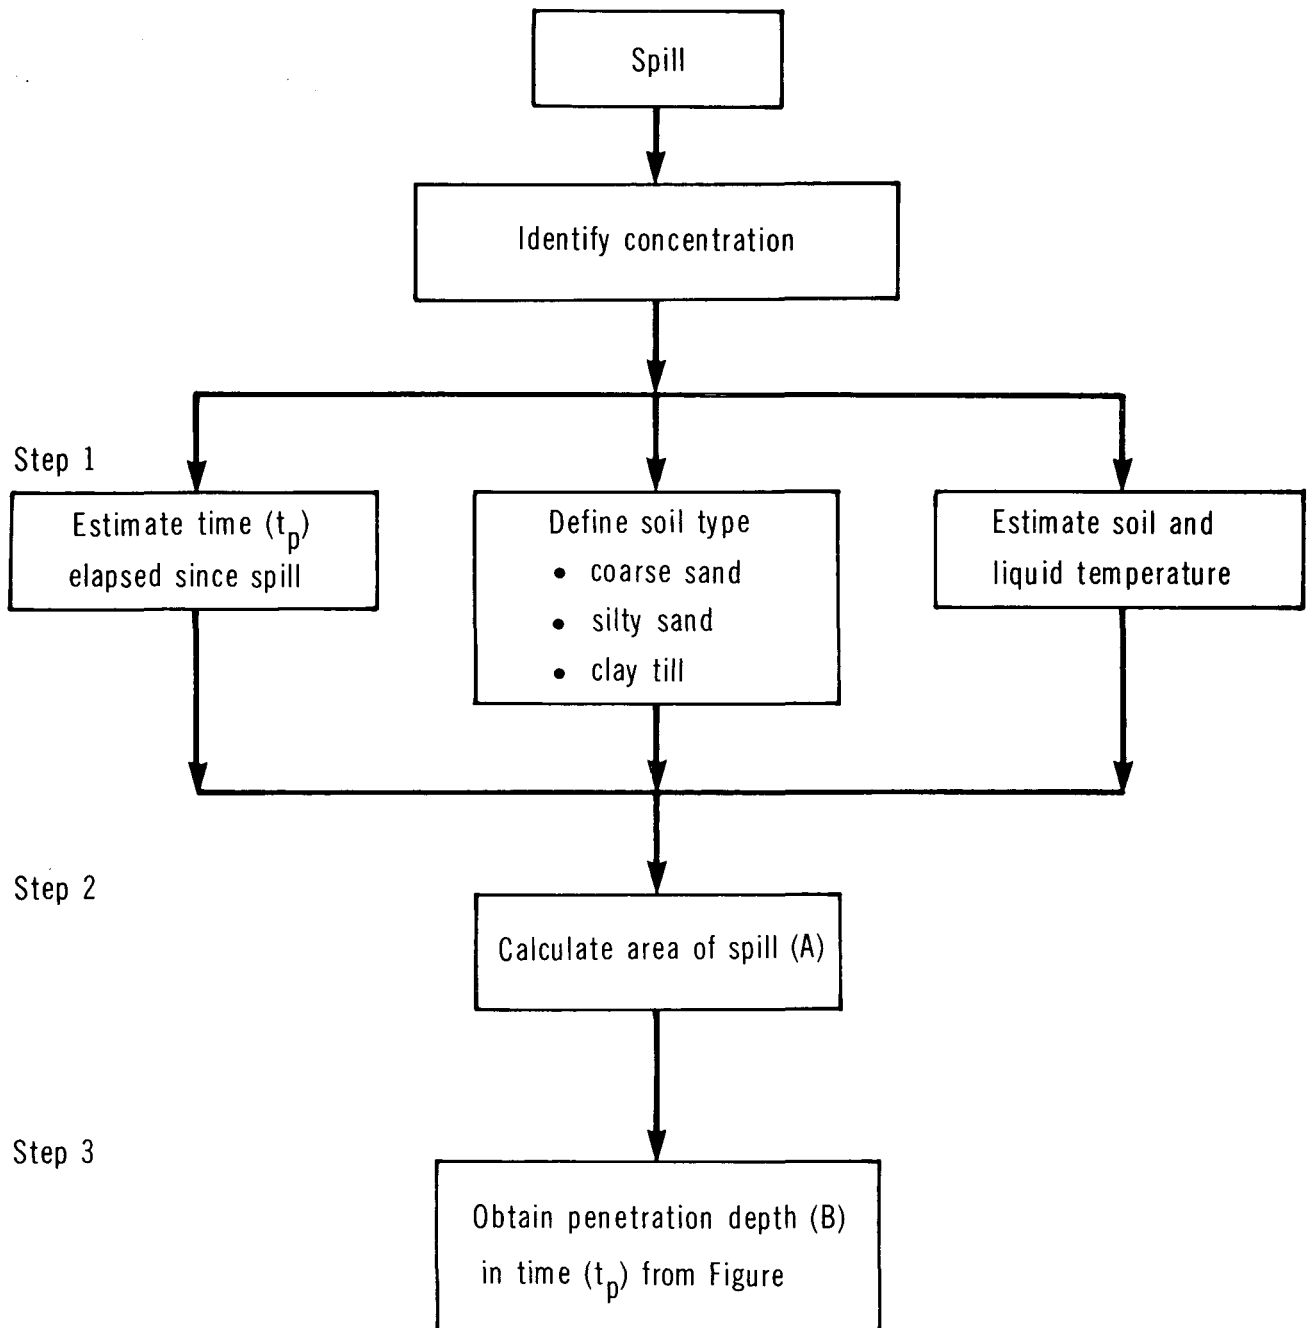 Spill
Identify concentration
Step 1
Estimate time (tp)
elapsed since spill
Define soil type
• coarse sand
• silty sand
• clay till
Estimate soil and
liquid temperature
Step 2
Calculate area of spill (A)
Step 3
Obtain penetration depth (B)
in time (tp) from Figure